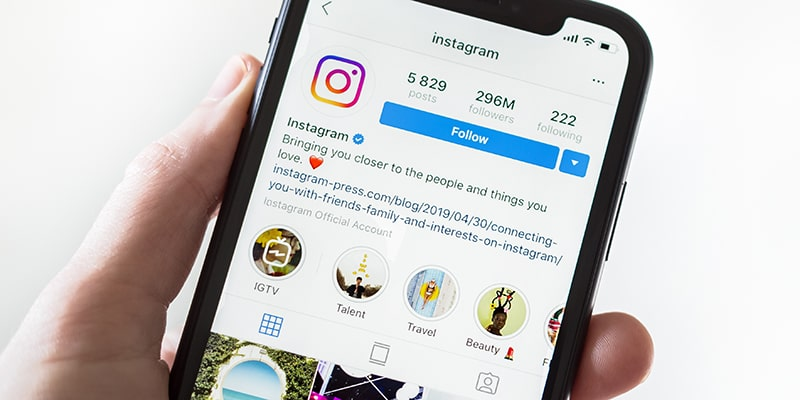 instagram
5 829 296M 222
posts followers following
Follow
Instagram
Bringing you closer to the people and things you
love. ❤️
instagram-press.com/blog/2019/04/30/connecting-
you-with-friends-family-and-interests-on-instagram/
Instagram Official Account
IGTV Talent Travel Beauty 💄 F